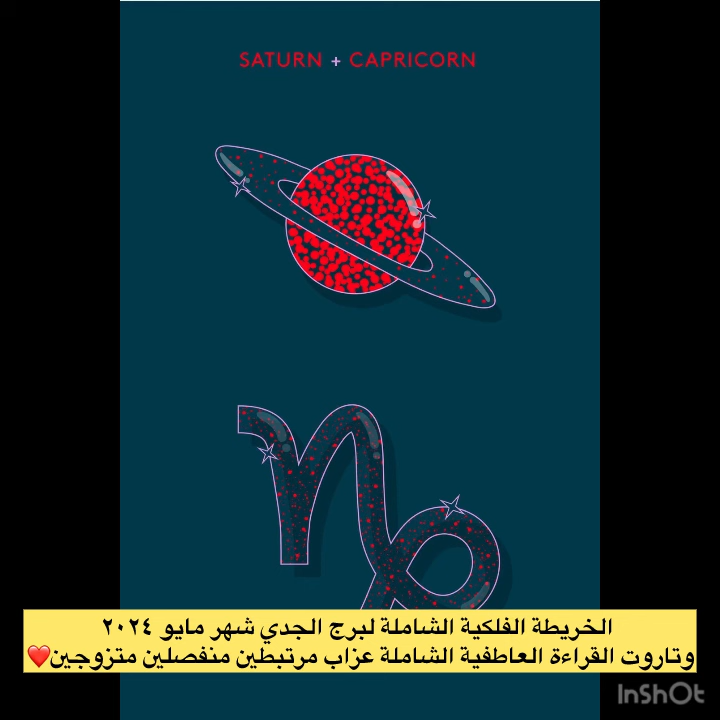 SATURN + CAPRICORN
الخريطة الفلكية الشاملة لبرج الجدي شهر مايو ٢٠٢٤
وتاروت القراءة العاطفية الشاملة عزاب مرتبطين منفصلين متزوجين❤️
InShOt